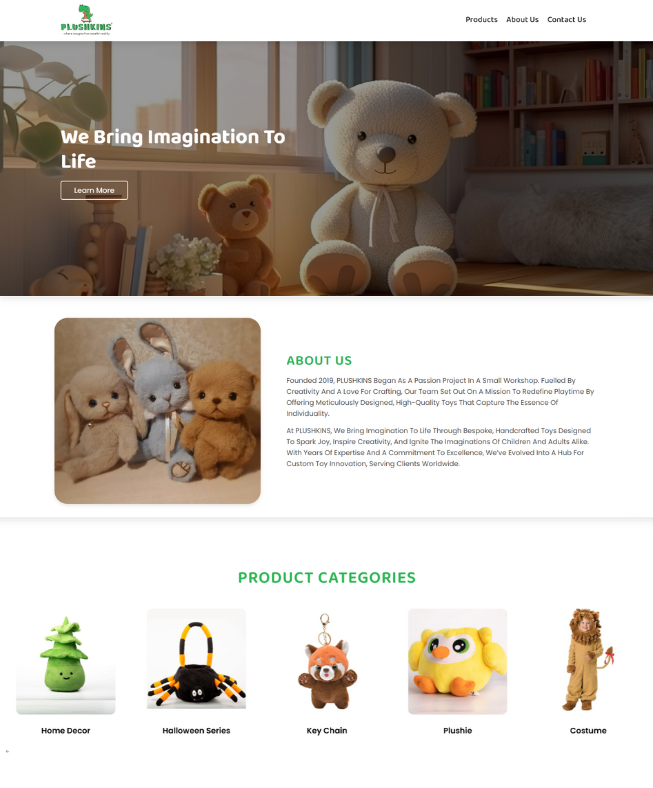 PLUSHKINS
Products About Us Contact Us
We Bring Imagination To
Life
Learn More
ABOUT US
Founded 2019, PLUSHKINS Began As A Passion Project In A Small Workshop. Fuelled By
Creativity And A Love For Crafting, Our Team Set Out On A Mission To Redefine Playtime By
Offering Meticulously Designed, High-Quality Toys That Capture The Essence Of
Individuality.
At PLUSHKINS, We Bring Imagination To Life Through Bespoke, Handcrafted Toys Designed
To Spark Joy, Inspire Creativity, And Ignite The Imaginations Of Children And Adults Alike.
With Years Of Expertise And A Commitment To Excellence, We've Evolved Into A Hub For
Custom Toy Innovation, Serving Clients Worldwide.
PRODUCT CATEGORIES
Home Decor
Halloween Series
Key Chain
Plushie
Costume